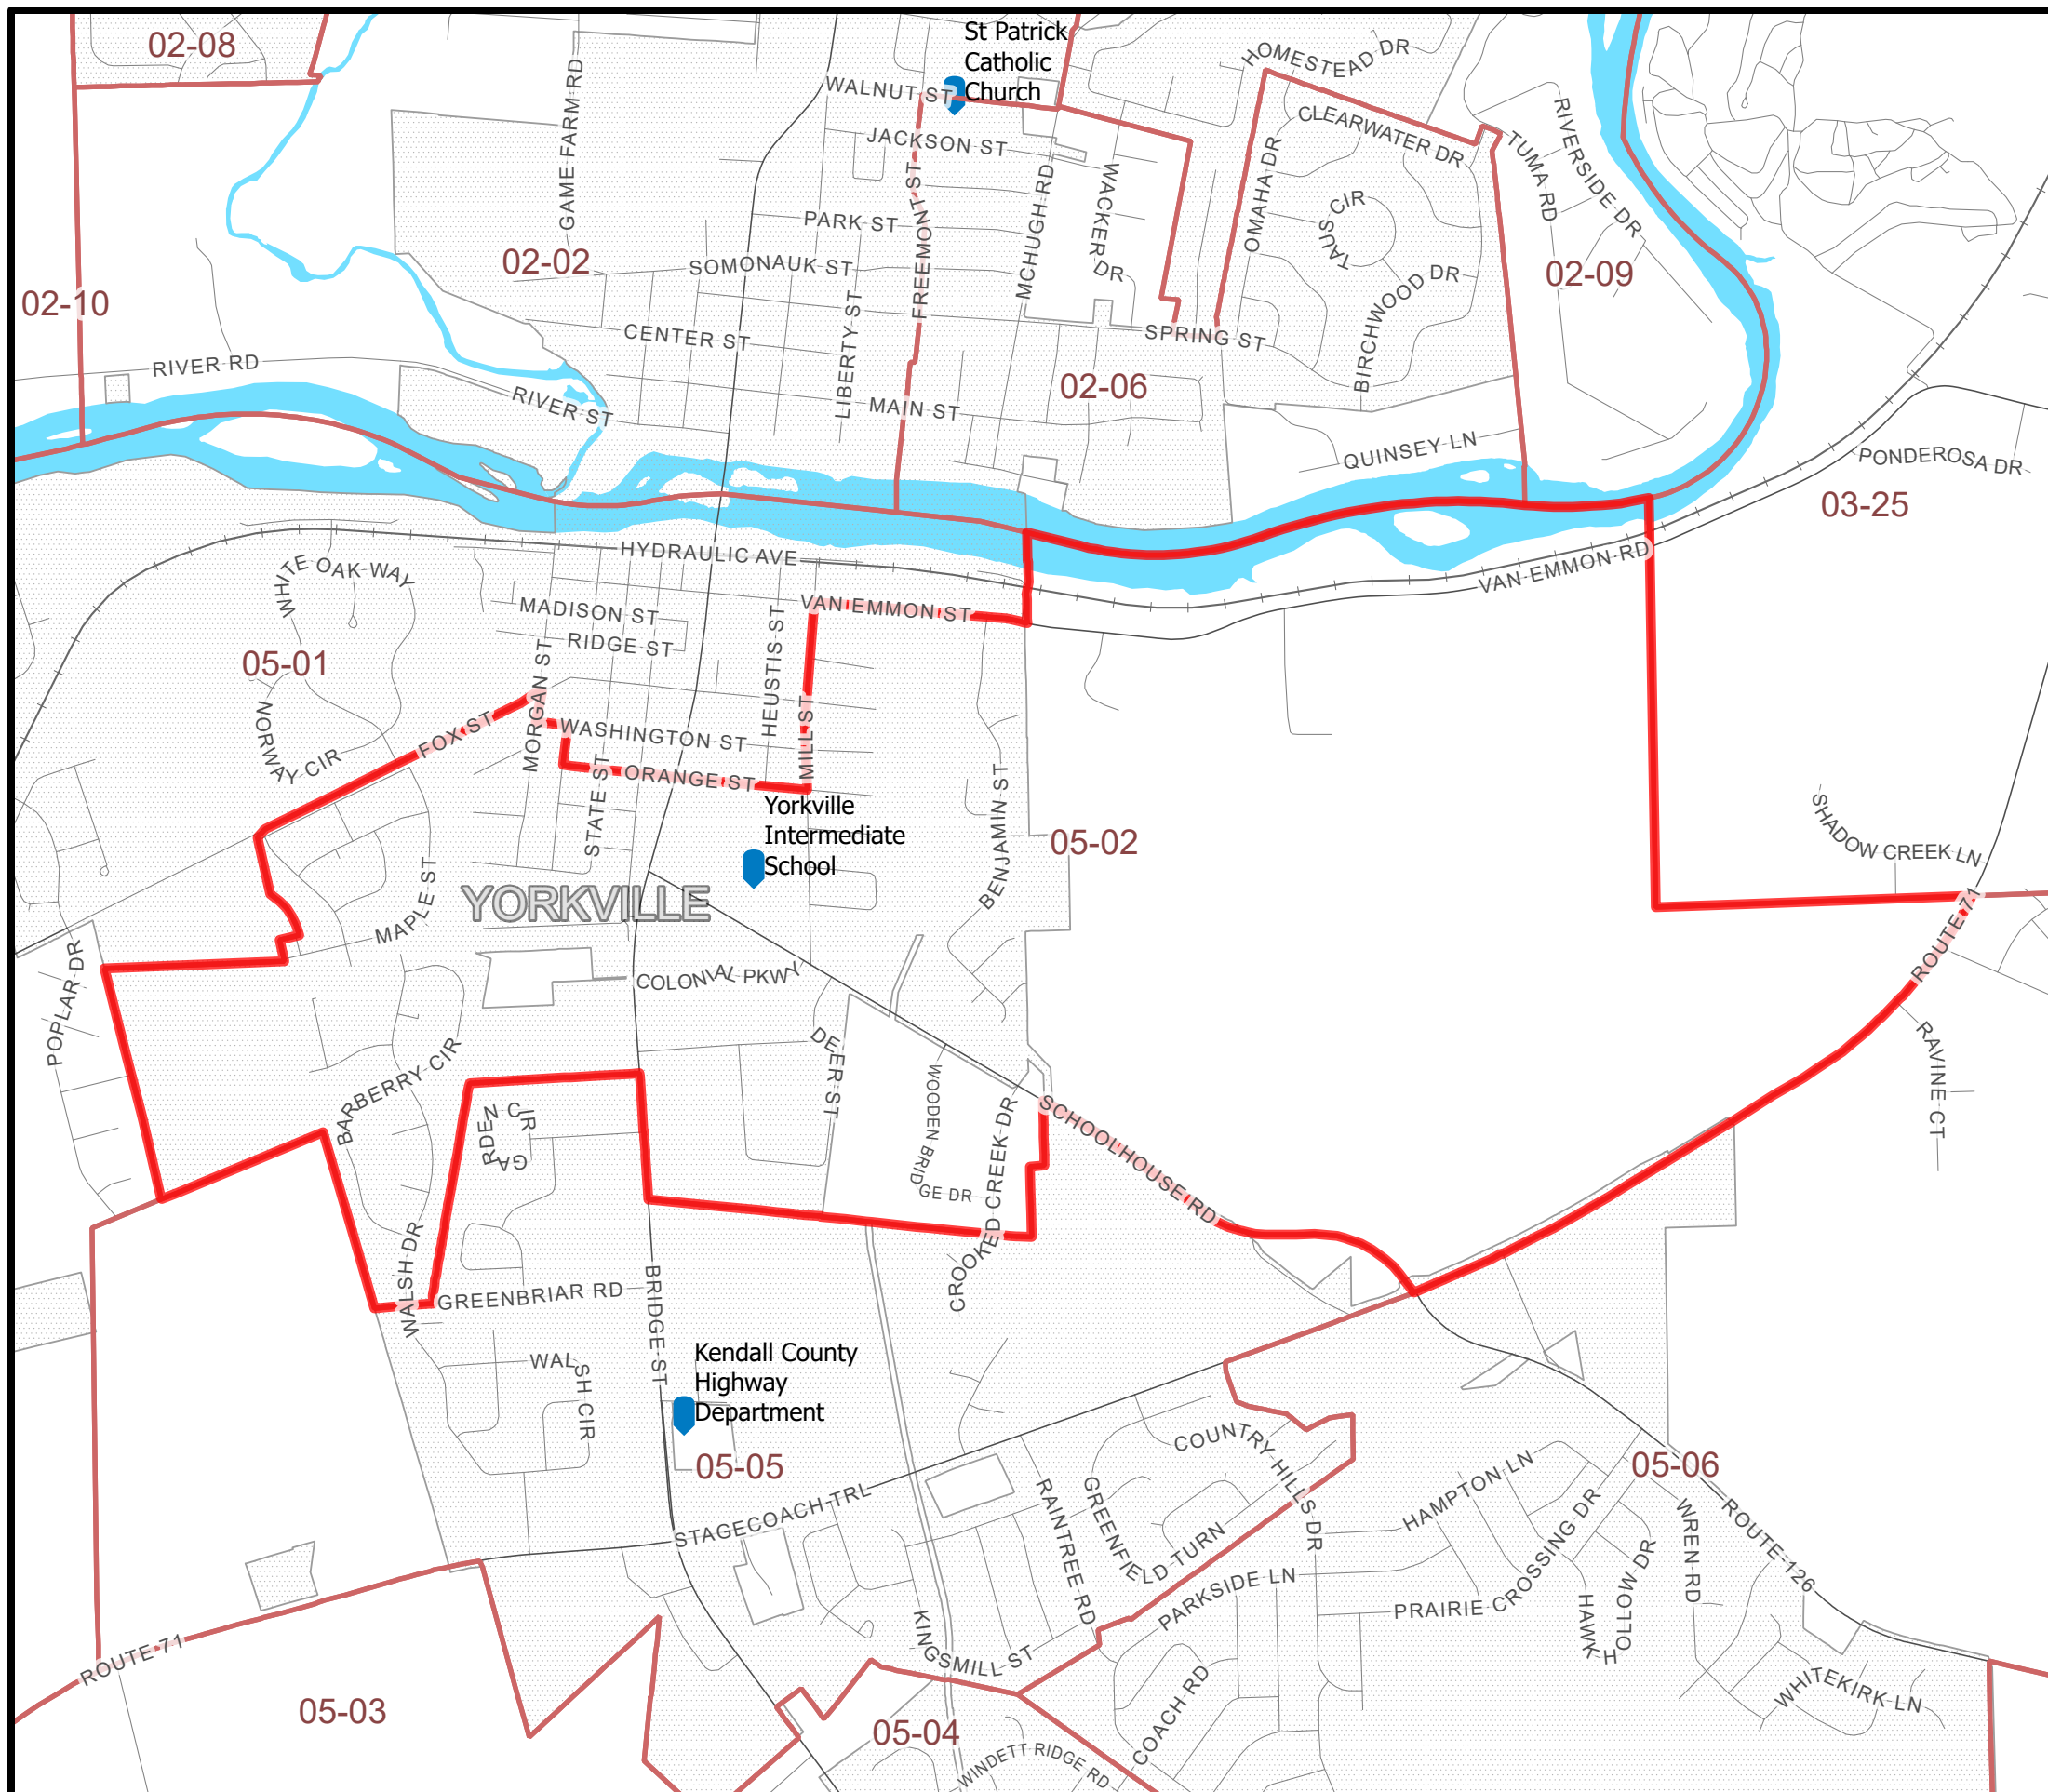 St Patrick
Catholic
Church
02-08
HOMESTEAD DR
WALNUT ST
CLEARWATER DR
JACKSON ST
GAME FARM RD
TUMA RD
RIVERSIDE DR
WACKER DR
MCHUGH RD
FREEMONT ST
OMAHA DR
TAUS CIR
PARK ST
02-02
SOMONAUK ST
02-09
02-10
BIRCHWOOD DR
LIBERTY ST
CENTER ST
SPRING ST
RIVER RD
02-06
RIVER ST
MAIN ST
QUINSEY LN
PONDEROSA DR
03-25
HYDRAULIC AVE
VAN EMMON RD
WHITE OAK WAY
MADISON ST
VAN EMMON ST
RIDGE ST
HEUSTIS ST
05-01
MORGAN ST
NORWAY CIR
FOX ST
WASHINGTON ST
MILL ST
ORANGE ST
STATE ST
Yorkville
Intermediate
School
BENJAMIN ST
05-02
SHADOW CREEK LN
MAPLE ST
YORKVILLE
ROUTE 71
POPLAR DR
COLONIAL PKWY
DEER ST
RAVINE CT
BARBERRY CIR
WOODEN BRIDGE DR
CROOKED CREEK DR
SCHOOLHOUSE RD
GARDEN CIR
WALSH DR
GREENBRIAR RD
BRIDGE ST
Kendall County
Highway
Department
WALSH CIR
05-05
COUNTRY HILLS DR
05-06
HAMPTON LN
STAGECOACH TRL
RAINTREE RD
GREENFIELD TURN
PRAIRIE CROSSING DR
WREN RD
ROUTE 126
HAWK HOLLOW DR
PARKSIDE LN
KINGSMILL ST
ROUTE 71
WHITEKIRK LN
05-03
05-04
COACH RD
WINDETT RIDGE RD